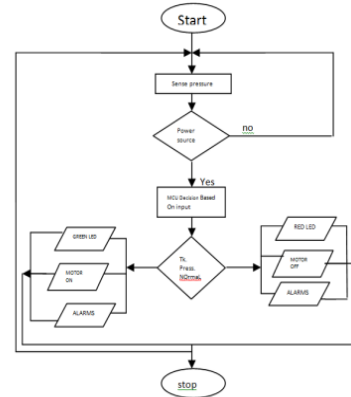 Start
Sense pressure
Power
source
no
Yes
MCU Decision Based
On input
GREEN LED
MOTOR
ON
ALARMS
Tk.
Press.
NOrmal
RED LED
MOTOR
OFF
ALARMS
stop